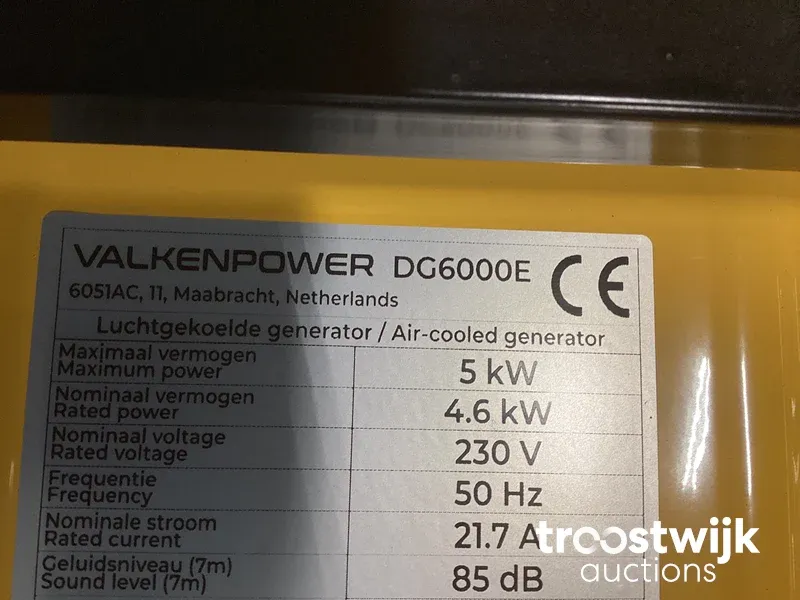 VALKENPOWER DG6000E CE
6051AC, 11, Maabracht, Netherlands
Luchtgekoelde generator / Air-cooled generator
Maximaal vermogen
Maximum power
5 kW
Nominaal vermogen
Rated power
4.6 kW
Nominaal voltage
Rated voltage
230 V
Frequentie
Frequency
50 Hz
Nominale stroom
Rated current
21.7 A
Geluidsniveau (7m)
Sound level (7m)
85 dB
troostwijk
auctions